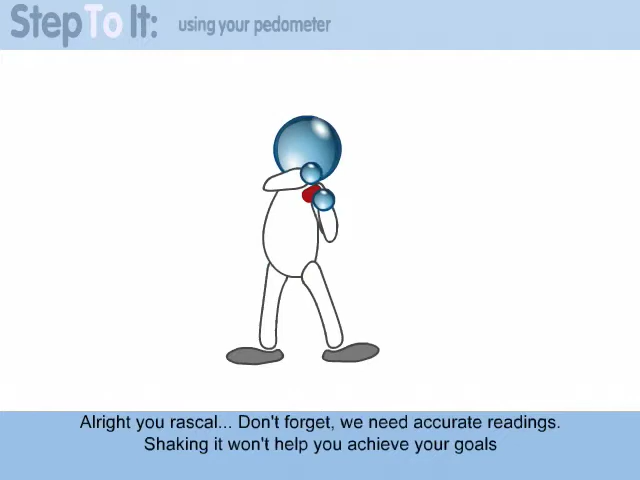 StepTo It: using your pedometer
Alright you rascal... Don't forget, we need accurate readings.
Shaking it won't help you achieve your goals